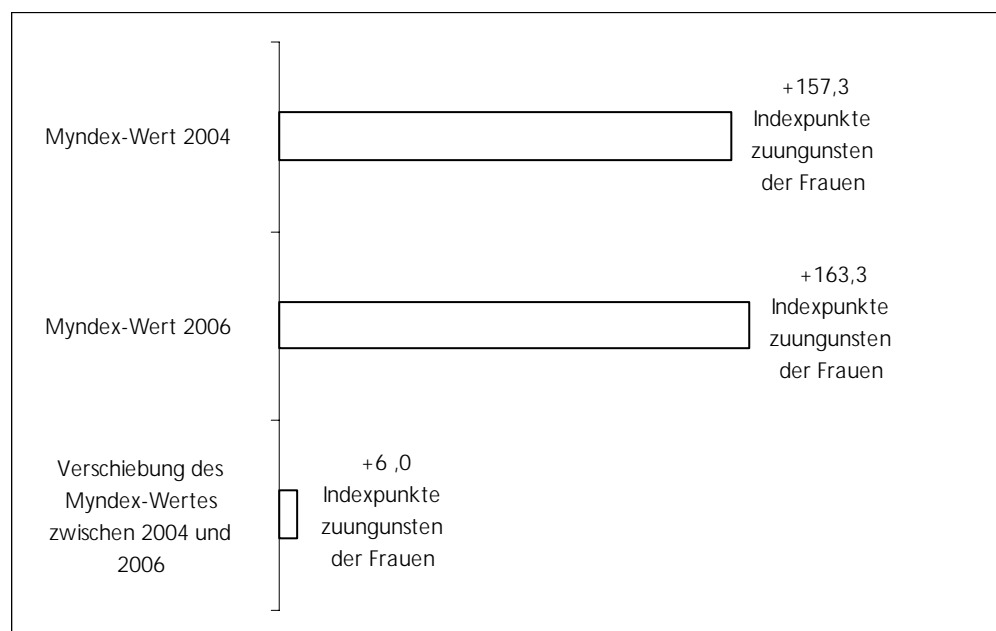 Myndex-Wert 2004
+157,3
Indexpunkte
zuungunsten
der Frauen
Myndex-Wert 2006
+163,3
Indexpunkte
zuungunsten
der Frauen
Verschiebung des
Myndex-Wertes
zwischen 2004 und
2006
+6 ,0
Indexpunkte
zuungunsten
der Frauen